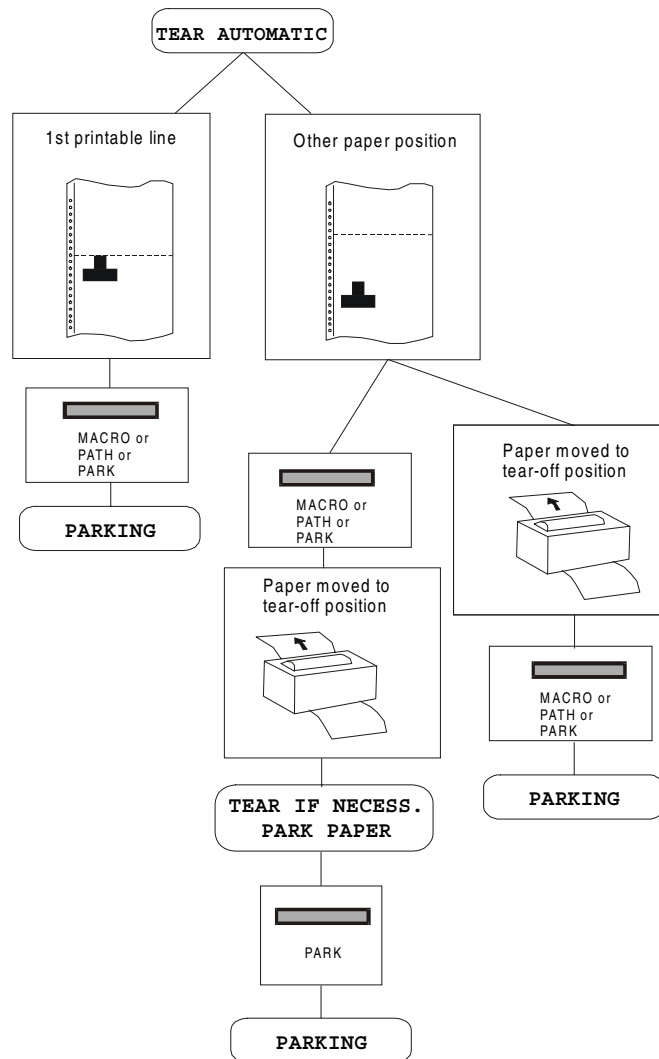 TEAR AUTOMATIC
1st printable line
Other paper position
MACRO or
PATH or
PARK
PARKING
MACRO or
PATH or
PARK
Paper moved to
tear-off position
TEAR IF NECESS.
PARK PAPER
PARK
PARKING
Paper moved to
tear-off position
MACRO or
PATH or
PARK
PARKING